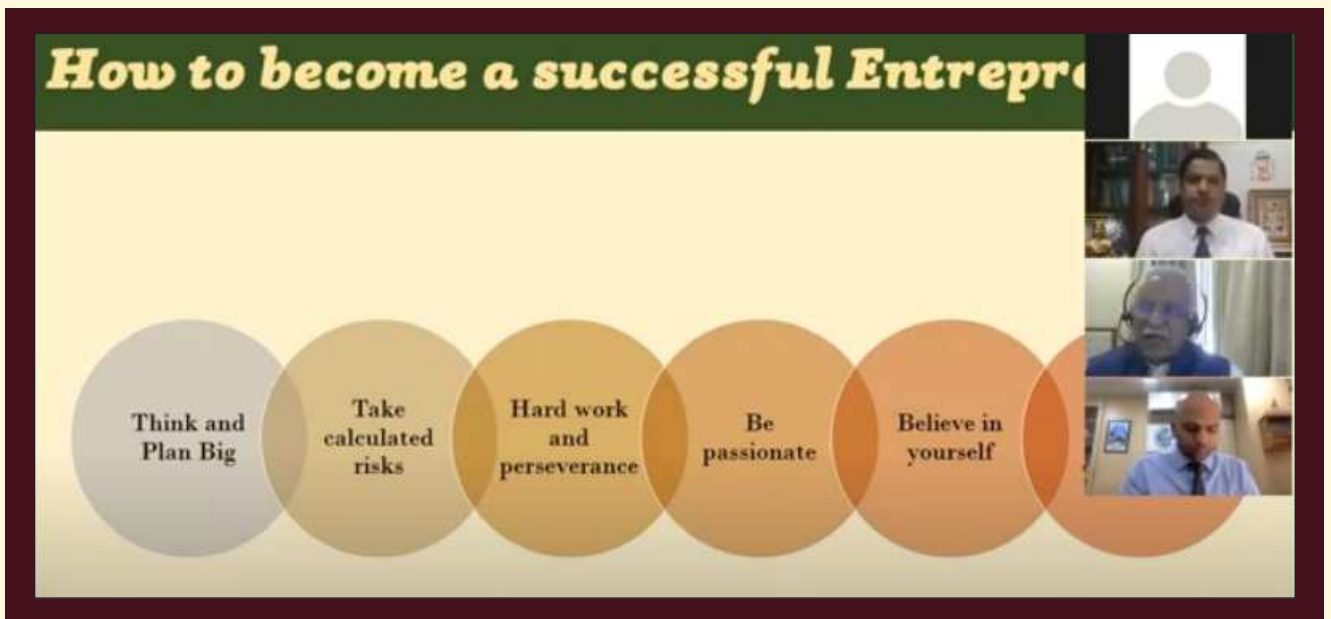 How to become a successful Entrepre
Think and
Plan Big
Take
calculated
risks
Hard work
and
perseverance
Be
passionate
Believe in
yourself